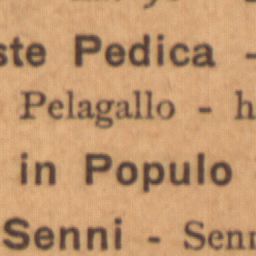 ste Pedica -
Pelagallo - h
in Populo
Senni - Senn